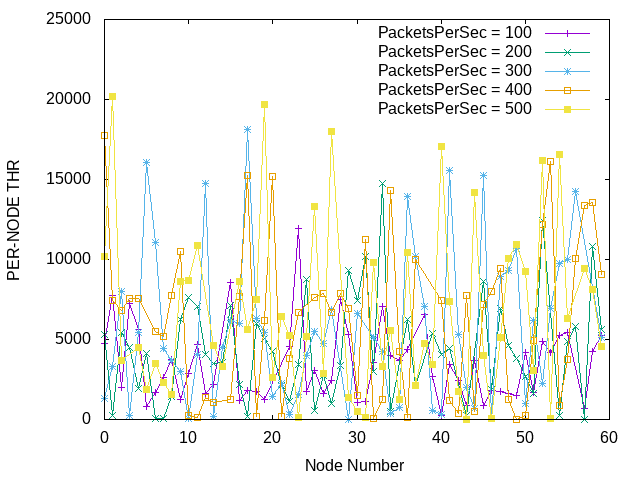 25000
20000
15000
10000
5000
0
PER-NODE THR
PacketsPerSec = 100
PacketsPerSec = 200
PacketsPerSec = 300
PacketsPerSec = 400
PacketsPerSec = 500
0 10 20 30 40 50 60
Node Number